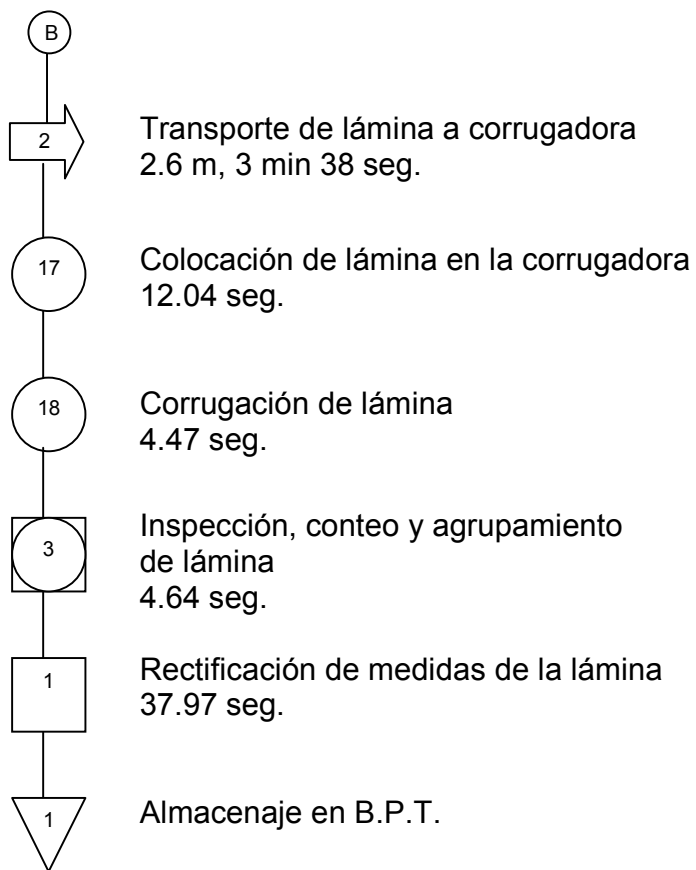 B
2
Transporte de lámina a corrugadora
2.6 m, 3 min 38 seg.
17
Colocación de lámina en la corrugadora
12.04 seg.
18
Corrugación de lámina
4.47 seg.
3
Inspección, conteo y agrupamiento
de lámina
4.64 seg.
1
Rectificación de medidas de la lámina
37.97 seg.
1
Almacenaje en B.P.T.